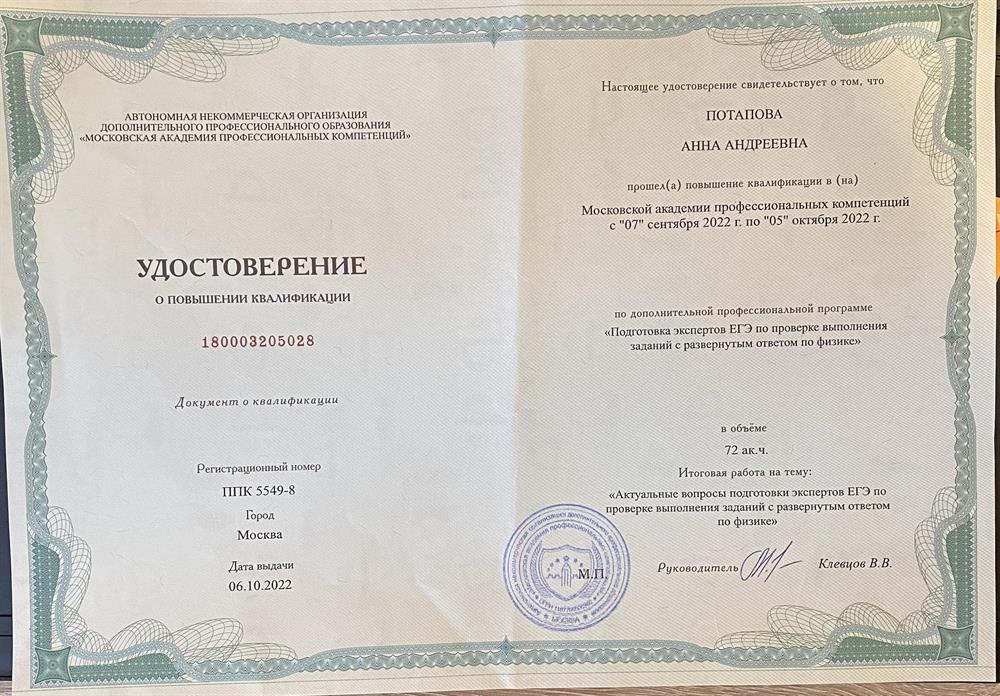 АВТОНОМНАЯ НЕКОММЕРЧЕСКАЯ ОРГАНИЗАЦИЯ
ДОПОЛНИТЕЛЬНОГО ПРОФЕССИОНАЛЬНОГО ОБРАЗОВАНИЯ
«МОСКОВСКАЯ АКАДЕМИЯ ПРОФЕССИОНАЛЬНЫХ КОМПЕТЕНЦИЙ»
УДОСТОВЕРЕНИЕ
О ПОВЫШЕНИИ КВАЛИФИКАЦИИ
180003205028
Документ о квалификации
Регистрационный номер
ППК 5549-8
Город
Москва
Дата выдачи
06.10.2022
Настоящее удостоверение свидетельствует о том, что
ПОТАПОВА
АННА АНДРЕЕВНА
прошел(а) повышение квалификации в (на)
Московской академии профессиональных компетенций
с "07" сентября 2022 г. по "05" октября 2022 г.
по дополнительной профессиональной программе
«Подготовка экспертов ЕГЭ по проверке выполнения
заданий с развернутым ответом по физике»
в объёме
72 ак.ч.
Итоговая работа на тему:
«Актуальные вопросы подготовки экспертов ЕГЭ по
проверке выполнения заданий с развернутым ответом
по физике»
М.П.
Руководитель Клевцов В.В.
МОСКВА